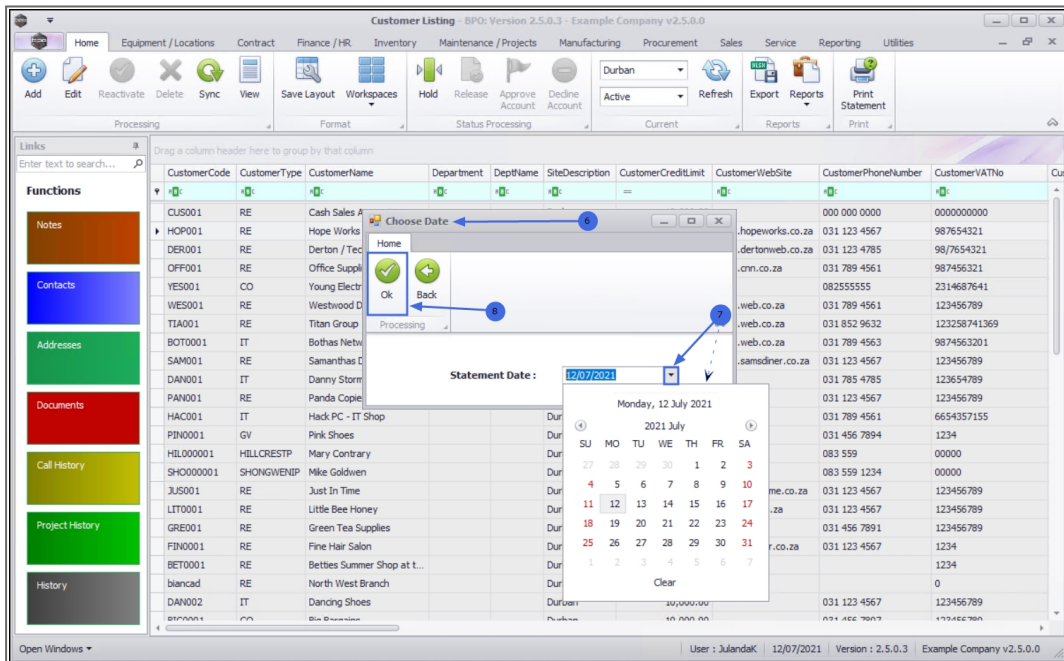 Customer Listing - BPO: Version 2.5.0.3 - Example Company v2.5.0.0
Home Equipment / Locations Contract Finance / HR Inventory Maintenance / Projects Manufacturing Procurement Sales Service Reporting Utilities
Add Edit Reactivate Delete Sync View Save Layout Workspaces Hold Release Approve Account Decline Account Durban Active Refresh Export Reports Print Statement
Processing Format Status Processing Current Reports Print
Links
Enter text to search...
Functions
Notes
Contacts
Addresses
Documents
Call History
Project History
History
Drag a column header here to group by that column
CustomerCode CustomerType CustomerName Department DeptName SiteDescription CustomerCreditLimit CustomerWebSite CustomerPhoneNumber CustomerVATNo Cus
CUS001 RE Cash Sales A 000 000 0000 0000000000
HOP001 RE Hope Works .hopeworks.co.za 031 123 4567 987654321
DER001 RE Derton / Tec .dertonweb.co.za 031 123 4785 98/7654321
OFF001 RE Office Suppli .cnn.co.za 031 789 4561 987456321
YES001 CO Young Electr 082555555 2314687641
WES001 RE Westwood D .web.co.za 031 789 4561 123456789
TIA001 RE Titan Group .web.co.za 031 852 9632 123258741369
BOT0001 IT Bothas Netw .web.co.za 031 789 4563 9874563201
SAM001 RE Samanthas D .samsdiner.co.za 031 123 4567 123456789
DAN001 IT Danny Storm 031 785 4785 123654789
PAN001 RE Panda Copie 031 123 4567 123456789
HAC001 IT Hack PC - IT Shop Dur 031 789 4561 6654357155
PIN0001 GV Pink Shoes Dur 031 456 7894 1234
HIL000001 HILLCRESTP Mary Contrary Dur 083 559 00000
SHO000001 SHONGWENIP Mike Goldwen Dur 083 559 1234 00000
JUS001 RE Just In Time Dur me.co.za 031 123 4567 123456789
LIT0001 RE Little Bee Honey Dur .za 031 123 4567 123456789
GRE001 RE Green Tea Supplies Dur 031 456 7891 123456789
FIN0001 RE Fine Hair Salon Dur r.co.za 031 123 4567 1234
BET0001 RE Betties Summer Shop at t... Dur 1234
biancad RE North West Branch Dur 0
DAN002 IT Dancing Shoes Durban 10,000.00 031 123 4567 123456789
BIG0001 CO Big Bargains Durban 10,000.00 031 456 7897 123456789
Choose Date
6
Home
Ok Back
8
Processing
7
Statement Date : 12/07/2021
Monday, 12 July 2021
2021 July
SU MO TU WE TH FR SA
27 28 29 30 1 2 3
4 5 6 7 8 9 10
11 12 13 14 15 16 17
18 19 20 21 22 23 24
25 26 27 28 29 30 31
1 2 3 4 5 6 7
Clear
Open Windows User : JulandaK 12/07/2021 Version : 2.5.0.3 Example Company v2.5.0.0